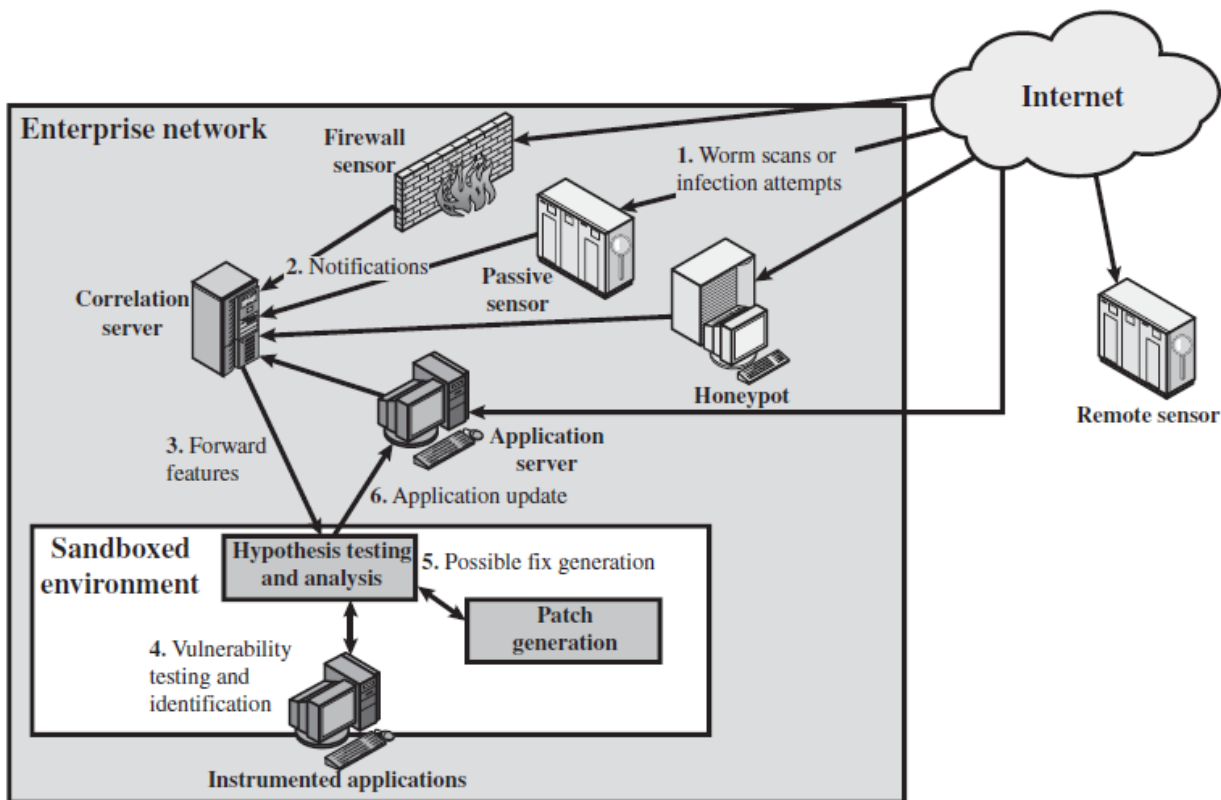 Internet
Enterprise network
Firewall
sensor
1. Worm scans or
infection attempts
2. Notifications
Passive
sensor
Correlation
server
Honeypot
Remote sensor
Application
server
3. Forward
features
6. Application update
Sandboxed
environment
Hypothesis testing
and analysis
5. Possible fix generation
Patch
generation
4. Vulnerability
testing and
identification
Instrumented applications